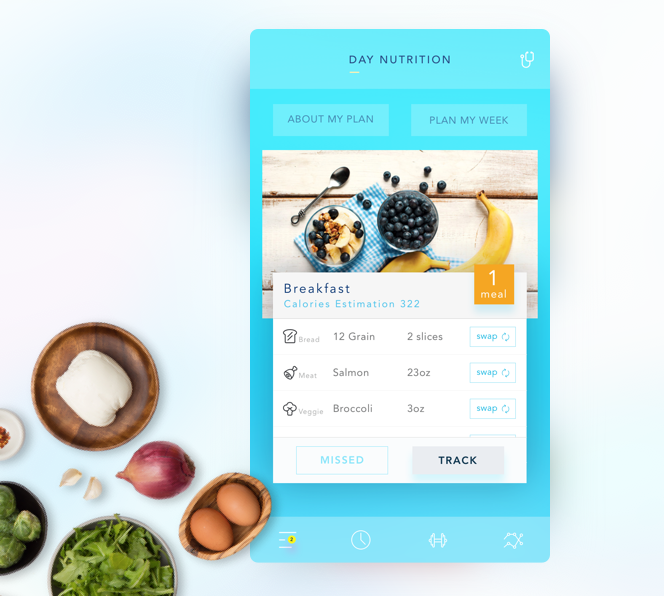 DAY NUTRITION
ABOUT MY PLAN
PLAN MY WEEK
1
meal
Breakfast
Calories Estimation 322
Bread 12 Grain 2 slices swap
Meat Salmon 23oz swap
Veggie Broccoli 3oz swap
MISSED
TRACK
2